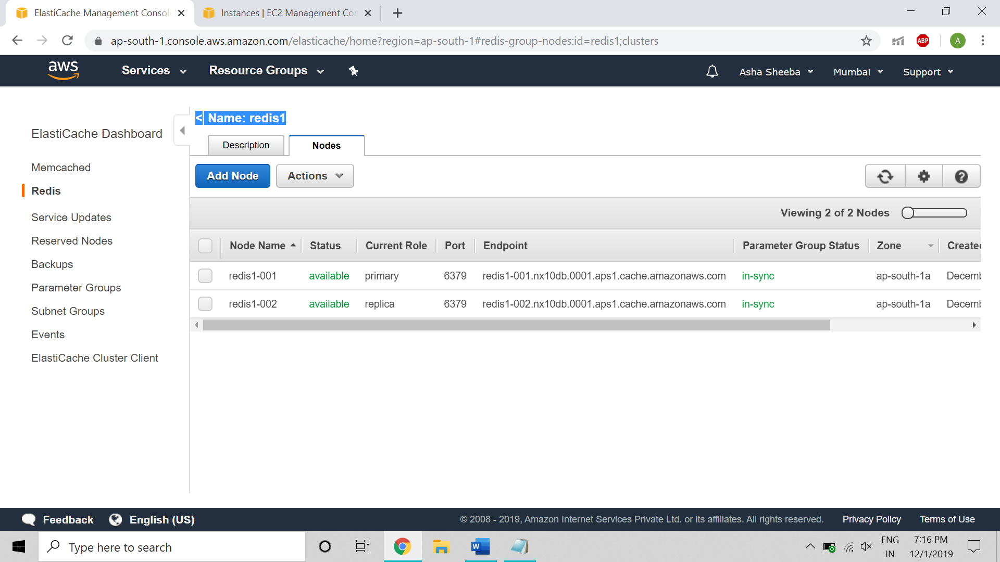 ElastiCache Management Consol
Instances | EC2 Management Con
ap-south-1.console.aws.amazon.com/elasticache/home?region=ap-south-1#redis-group-nodes:id=redis1;clusters
ABP
A
aws
Services
Resource Groups
Asha Sheeba
Mumbai
Support
ElastiCache Dashboard
Memcached
Redis
Service Updates
Reserved Nodes
Backups
Parameter Groups
Subnet Groups
Events
ElastiCache Cluster Client
<| Name: redis1
Description
Nodes
Add Node
Actions
?
Viewing 2 of 2 Nodes
Node Name Status Current Role Port Endpoint Parameter Group Status Zone Create
redis1-001 available primary 6379 redis1-001.nx10db.0001.aps1.cache.amazonaws.com in-sync ap-south-1a Decemb
redis1-002 available replica 6379 redis1-002.nx10db.0001.aps1.cache.amazonaws.com in-sync ap-south-1a Decemb
Feedback
English (US)
© 2008 - 2019, Amazon Internet Services Private Ltd. or its affiliates. All rights reserved.
Privacy Policy
Terms of Use
Type here to search
W
ENG
IN
7:16 PM
12/1/2019